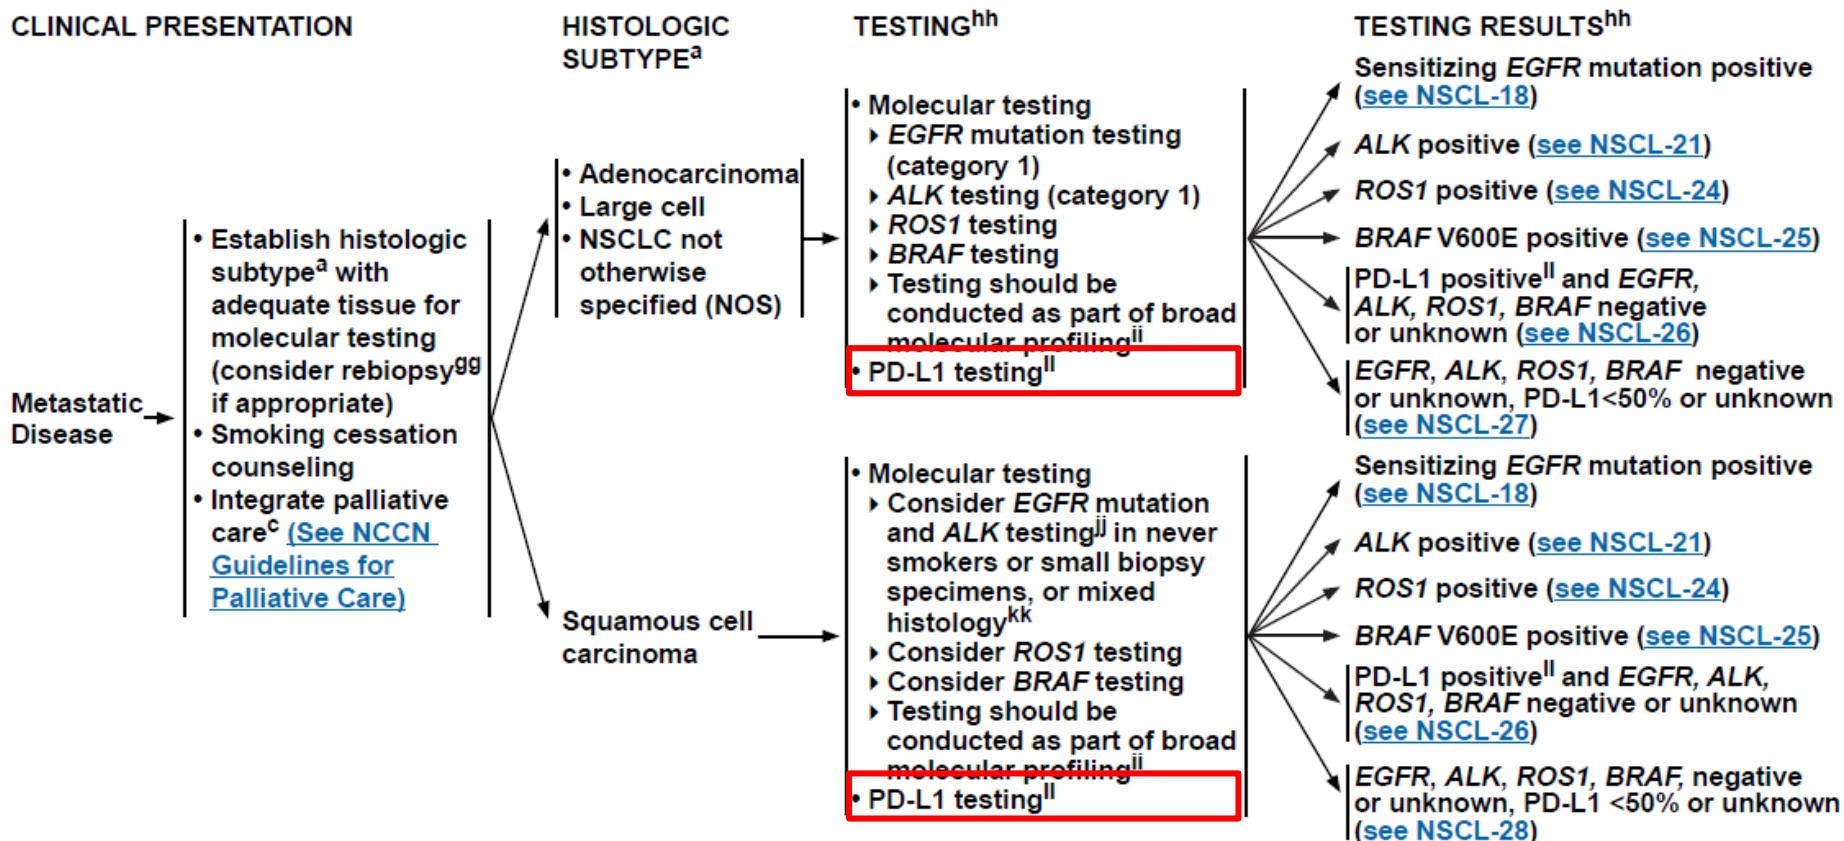 CLINICAL PRESENTATION
HISTOLOGIC
SUBTYPEa
TESTINGhh
TESTING RESULTShh
Metastatic
Disease
• Establish histologic
subtypea with
adequate tissue for
molecular testing
(consider rebiopsygg
if appropriate)
• Smoking cessation
counseling
• Integrate palliative
carec (See NCCN
Guidelines for
Palliative Care)
• Adenocarcinoma
• Large cell
• NSCLC not
otherwise
specified (NOS)
• Molecular testing
▸ EGFR mutation testing
(category 1)
▸ ALK testing (category 1)
▸ ROS1 testing
▸ BRAF testing
▸ Testing should be
conducted as part of broad
molecular profilingii
• PD-L1 testingll
Sensitizing EGFR mutation positive
(see NSCL-18)
ALK positive (see NSCL-21)
ROS1 positive (see NSCL-24)
BRAF V600E positive (see NSCL-25)
PD-L1 positivell and EGFR,
ALK, ROS1, BRAF negative
or unknown (see NSCL-26)
EGFR, ALK, ROS1, BRAF negative
or unknown, PD-L1<50% or unknown
(see NSCL-27)
Squamous cell
carcinoma
• Molecular testing
▸ Consider EGFR mutation
and ALK testingjj in never
smokers or small biopsy
specimens, or mixed
histologykk
▸ Consider ROS1 testing
▸ Consider BRAF testing
▸ Testing should be
conducted as part of broad
molecular profilingii
• PD-L1 testingll
Sensitizing EGFR mutation positive
(see NSCL-18)
ALK positive (see NSCL-21)
ROS1 positive (see NSCL-24)
BRAF V600E positive (see NSCL-25)
PD-L1 positivell and EGFR, ALK,
ROS1, BRAF negative or unknown
(see NSCL-26)
EGFR, ALK, ROS1, BRAF, negative
or unknown, PD-L1 <50% or unknown
(see NSCL-28)